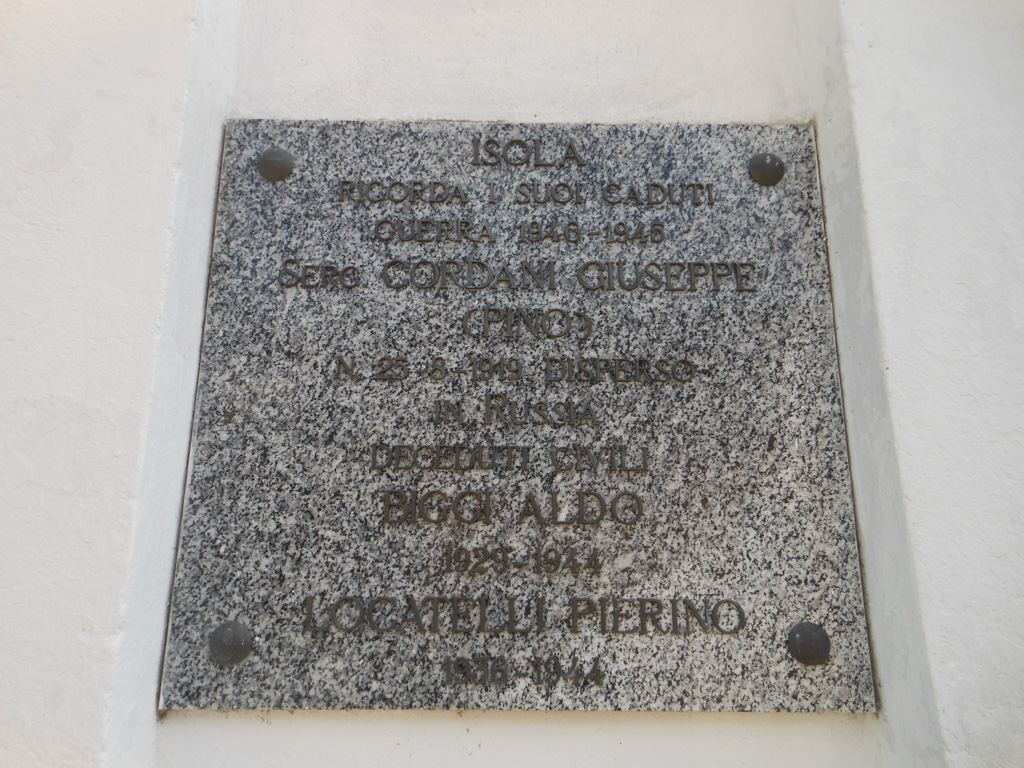 ISOLA
RICORDA I SUOI CADUTI
GUERRA 1940-1945
SERG. CORDANI GIUSEPPE
(PINO)
N. 25-8-1919 DISPERSO
IN RUSSIA
DECEDUTI CIVILI
BIGGI ALDO
1929-1944
LOCATELLI PIERINO
-1944